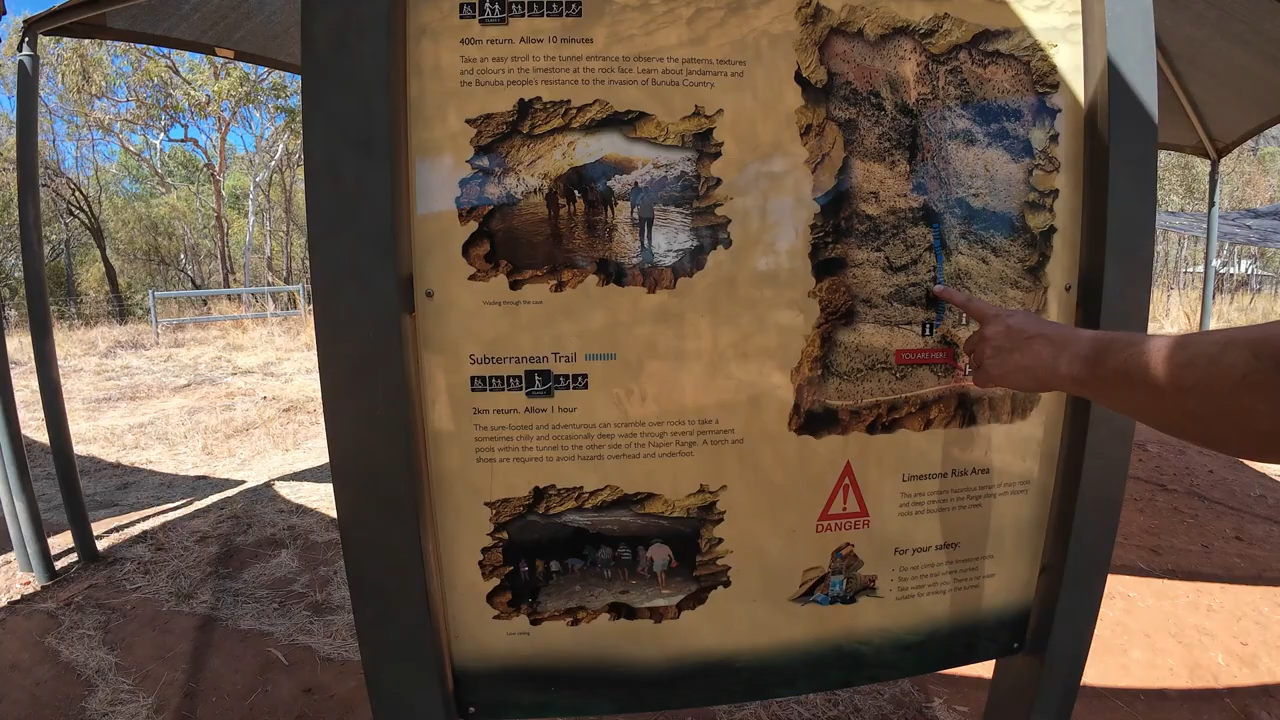 400m return. Allow 10 minutes
Take an easy stroll to the tunnel entrance to observe the patterns, textures
and colours in the limestone at the rock face. Learn about Jandamarra and
the Bunuba people's resistance to the invasion of Bunuba Country.
Wading through the cave
Subterranean Trail
2km return. Allow 1 hour
The sure-footed and adventurous can scramble over rocks to take a
sometimes chilly and occasionally deep wade through several permanent
pools within the tunnel to the other side of the Napier Range. A torch and
shoes are required to avoid hazards overhead and underfoot.
Low ceiling
YOU ARE HERE
DANGER
Limestone Risk Area
This area contains hazardous terrain of sharp rocks
and deep crevices in the Range along with slippery
rocks and boulders in the creek.
For your safety:
• Do not climb on the limestone rocks
• Stay on the trail where marked.
• Take water with you. There is no water
suitable for drinking in the tunnel.